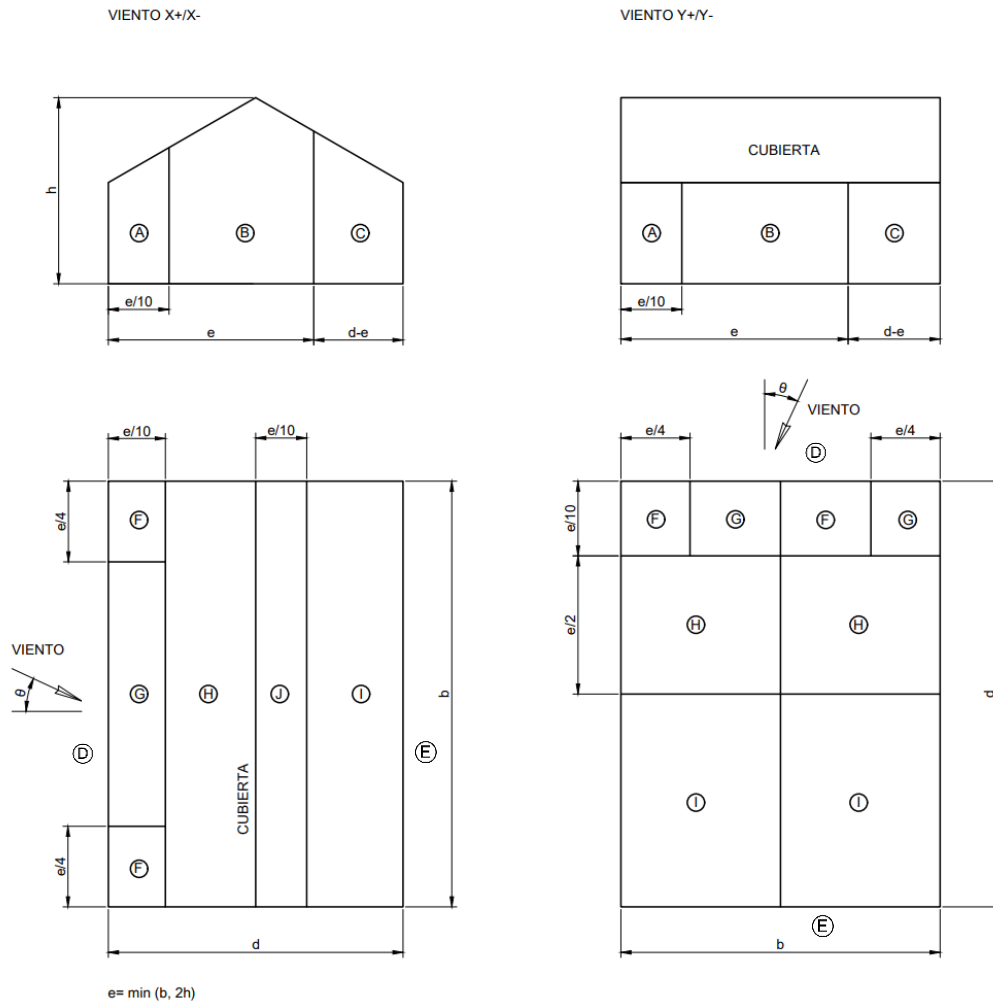 VIENTO X+/X-
VIENTO Y+/Y-
h
A
B
C
e/10
e
d-e
CUBIERTA
A
B
C
e/10
e
d-e
e/10
e/10
e/4
F
G
H
J
I
VIENTO
θ
D
E
b
CUBIERTA
e/4
F
d
e= min (b, 2h)
θ
VIENTO
D
e/4
e/4
e/10
F
G
F
G
e/2
H
H
d
I
I
E
b